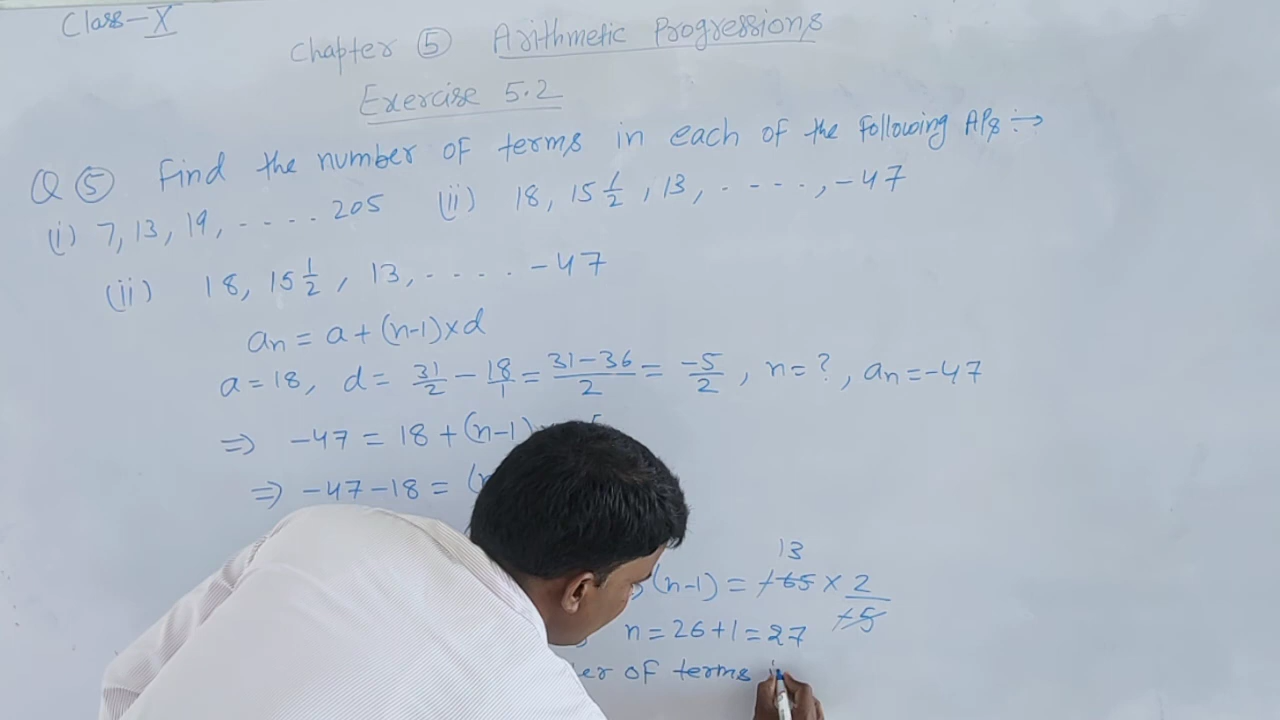 Class-X
Chapter ⑤ Arithmetic Progressions
Exercise 5.2
Q ⑤ Find the number of terms in each of the following APs :→
(i) 7, 13, 19, ---- 205 (ii) 18, 15 1/2, 13, ----, -47
(ii) 18, 15 1/2, 13, ----- -47
an = a + (n-1)xd
a = 18, d = 31/2 - 18/1 = 31-36/2 = -5/2, n = ?, an = -47
⇒ -47 = 18 + (n-1)
⇒ -47-18 =
13
(n-1) = -65 x 2/-5
n = 26+1 = 27
of terms